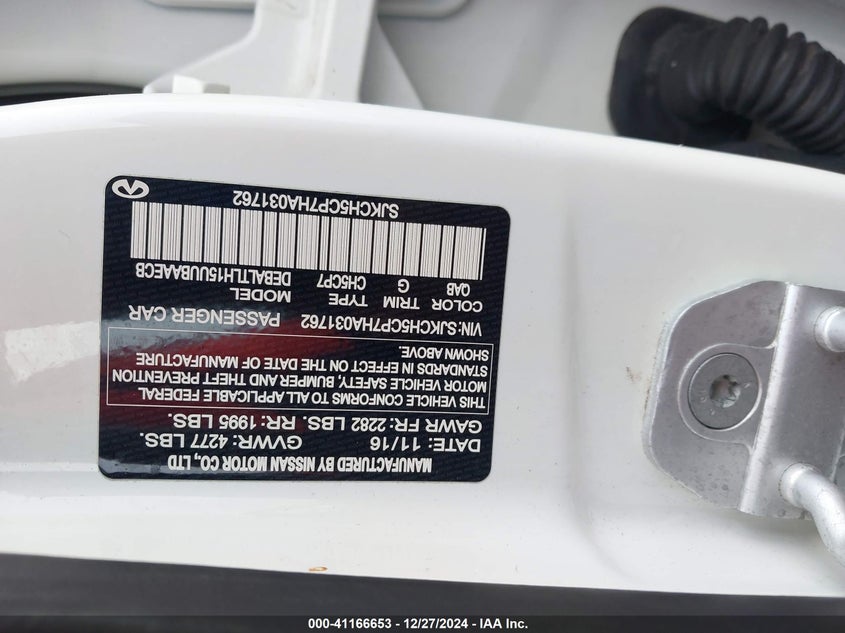 MANUFACTURED BY NISSAN MOTOR CO., LTD
DATE: 11/16 GVWR: 4277 LBS.
GAWR FR: 2282 LBS. RR: 1995 LBS.
THIS VEHICLE CONFORMS TO ALL APPLICABLE FEDERAL
MOTOR VEHICLE SAFETY, BUMPER AND THEFT PREVENTION
STANDARDS IN EFFECT ON THE DATE OF MANUFACTURE
SHOWN ABOVE.
VIN: SJKCH5CP7HA031762 PASSENGER CAR
COLOR TRIM TYPE MODEL
QAB G CH5CP7 DEBALTLH15UUBAAECB
SJKCH5CP7HA031762
000-41166653 - 12/27/2024 - IAA Inc.